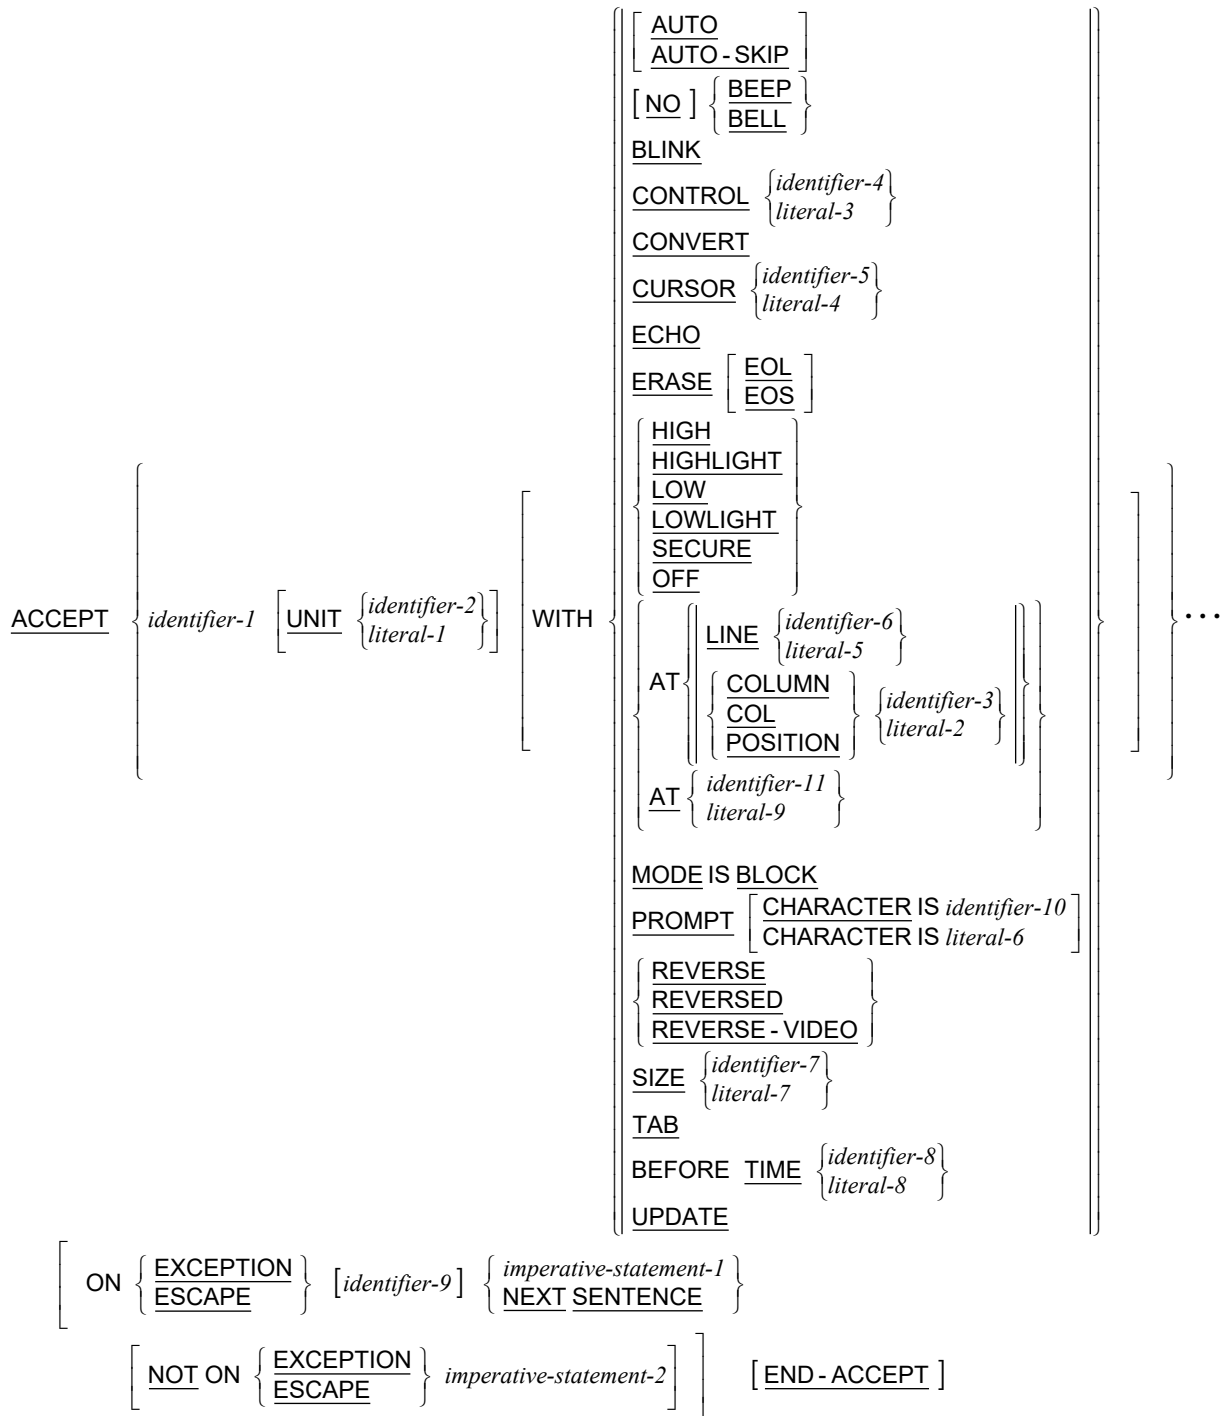 AUTO
AUTO-SKIP
[ NO ] { BEEP
BELL }
BLINK
CONTROL { identifier-4
literal-3 }
CONVERT
CURSOR { identifier-5
literal-4 }
ECHO
ERASE [ EOL
EOS ]
HIGH
HIGHLIGHT
LOW
LOWLIGHT
SECURE
OFF
ACCEPT { identifier-1 [ UNIT { identifier-2
literal-1 } ] [ WITH
AT { LINE { identifier-6
literal-5 }
COLUMN
COL
POSITION
{ identifier-3
literal-2 }
AT { identifier-11
literal-9 }
] } ...
MODE IS BLOCK
PROMPT [ CHARACTER IS identifier-10
CHARACTER IS literal-6 ]
REVERSE
REVERSED
REVERSE-VIDEO
SIZE { identifier-7
literal-7 }
TAB
BEFORE TIME { identifier-8
literal-8 }
UPDATE
[ ON { EXCEPTION
ESCAPE } [ identifier-9 ] { imperative-statement-1
NEXT SENTENCE }
[ NOT ON { EXCEPTION
ESCAPE } imperative-statement-2 ] ] [ END-ACCEPT ]